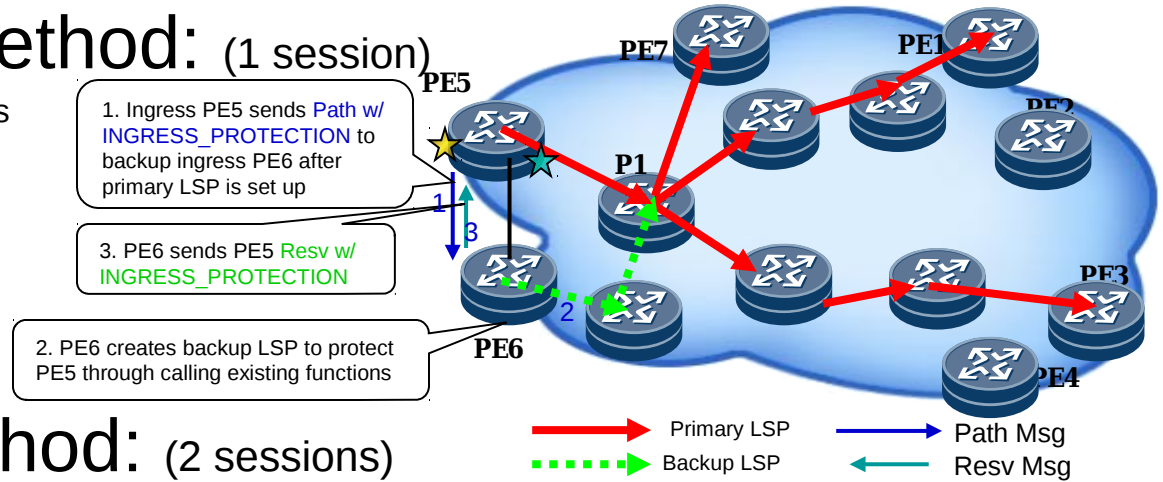 ethod: (1 session)
s
1. Ingress PE5 sends Path w/
INGRESS_PROTECTION to
backup ingress PE6 after
primary LSP is set up
3. PE6 sends PE5 Resv w/
INGRESS_PROTECTION
2. PE6 creates backup LSP to protect
PE5 through calling existing functions
PE5
PE7
PE1
PE2
P1
1
3
2
PE6
PE3
PE4
hod: (2 sessions)
Primary LSP
Path Msg
Backup LSP
Resv Msg